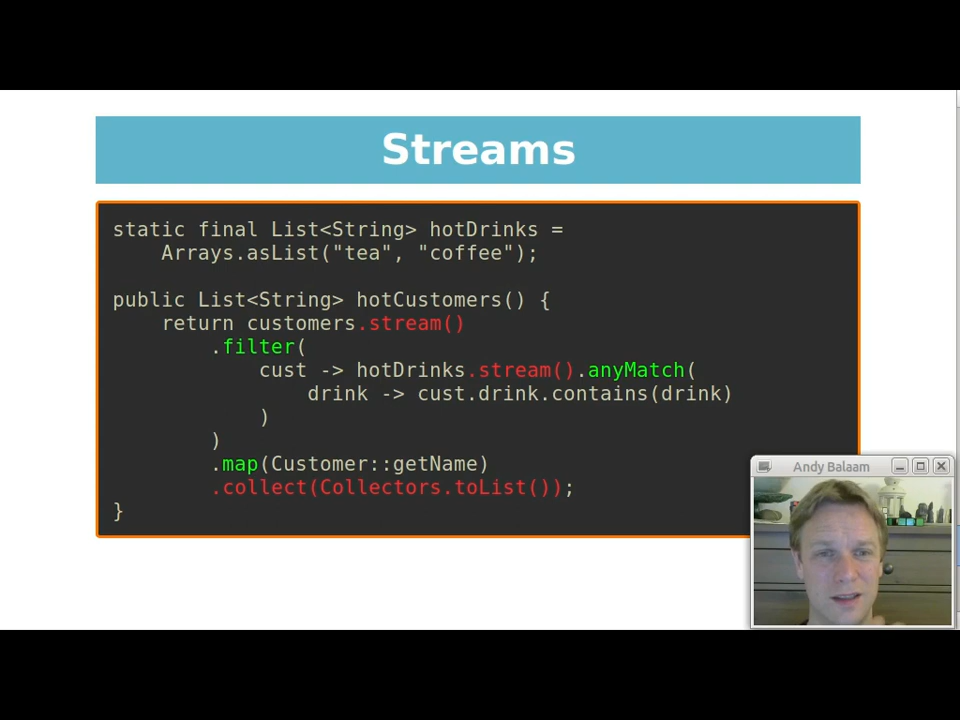 Streams
static final List<String> hotDrinks =
    Arrays.asList("tea", "coffee");
public List<String> hotCustomers() {
    return customers.stream()
        .filter(
            cust -> hotDrinks.stream().anyMatch(
                drink -> cust.drink.contains(drink)
            )
        )
        .map(Customer::getName)
        .collect(Collectors.toList());
}
Andy Balaam